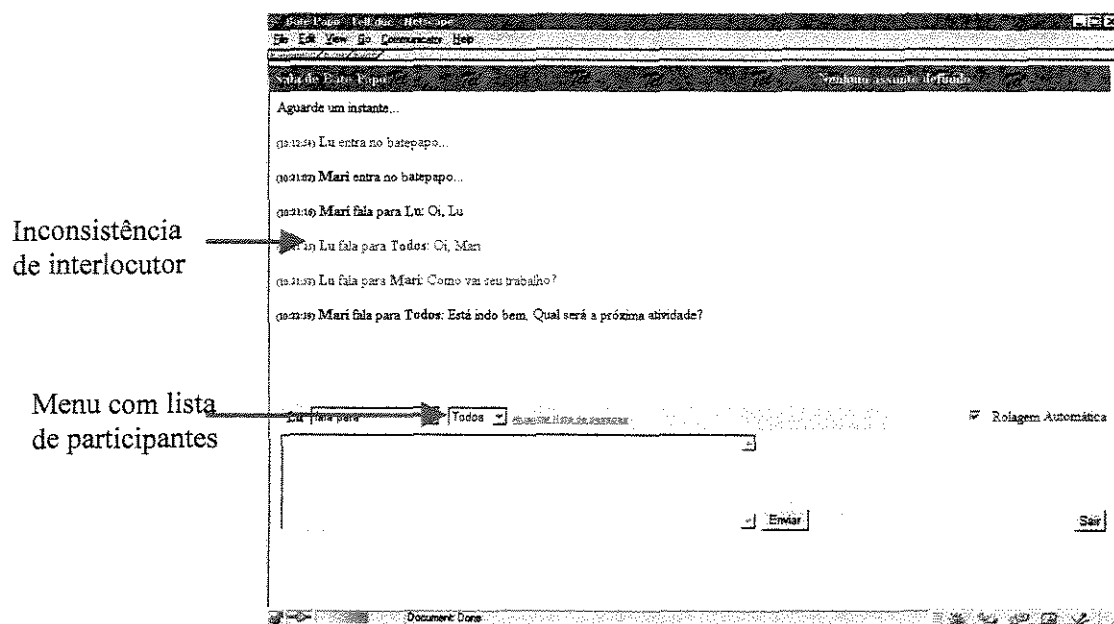 Bate Papo - TelEduc - Netscape
File Edit View Go Communicator Help
Sala de Bate-Papo
Nenhum assunto definido
Aguarde um instante...
Lu entra no batepapo...
Mari entra no batepapo...
Mari fala para Lu: Oi, Lu
Inconsistência
de interlocutor
Lu fala para Todos: Oi, Mari
Lu fala para Mari: Como vai seu trabalho?
Mari fala para Todos: Está indo bem, Qual será a próxima atividade?
Menu com lista
de participantes
Lu fala para Todos
Rolagem Automática
Enviar
Sair
Document: Done